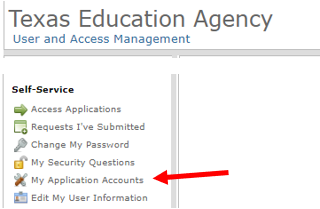 Texas Education Agency
User and Access Management
Self-Service
Access Applications
Requests I've Submitted
Change My Password
My Security Questions
My Application Accounts
Edit My User Information